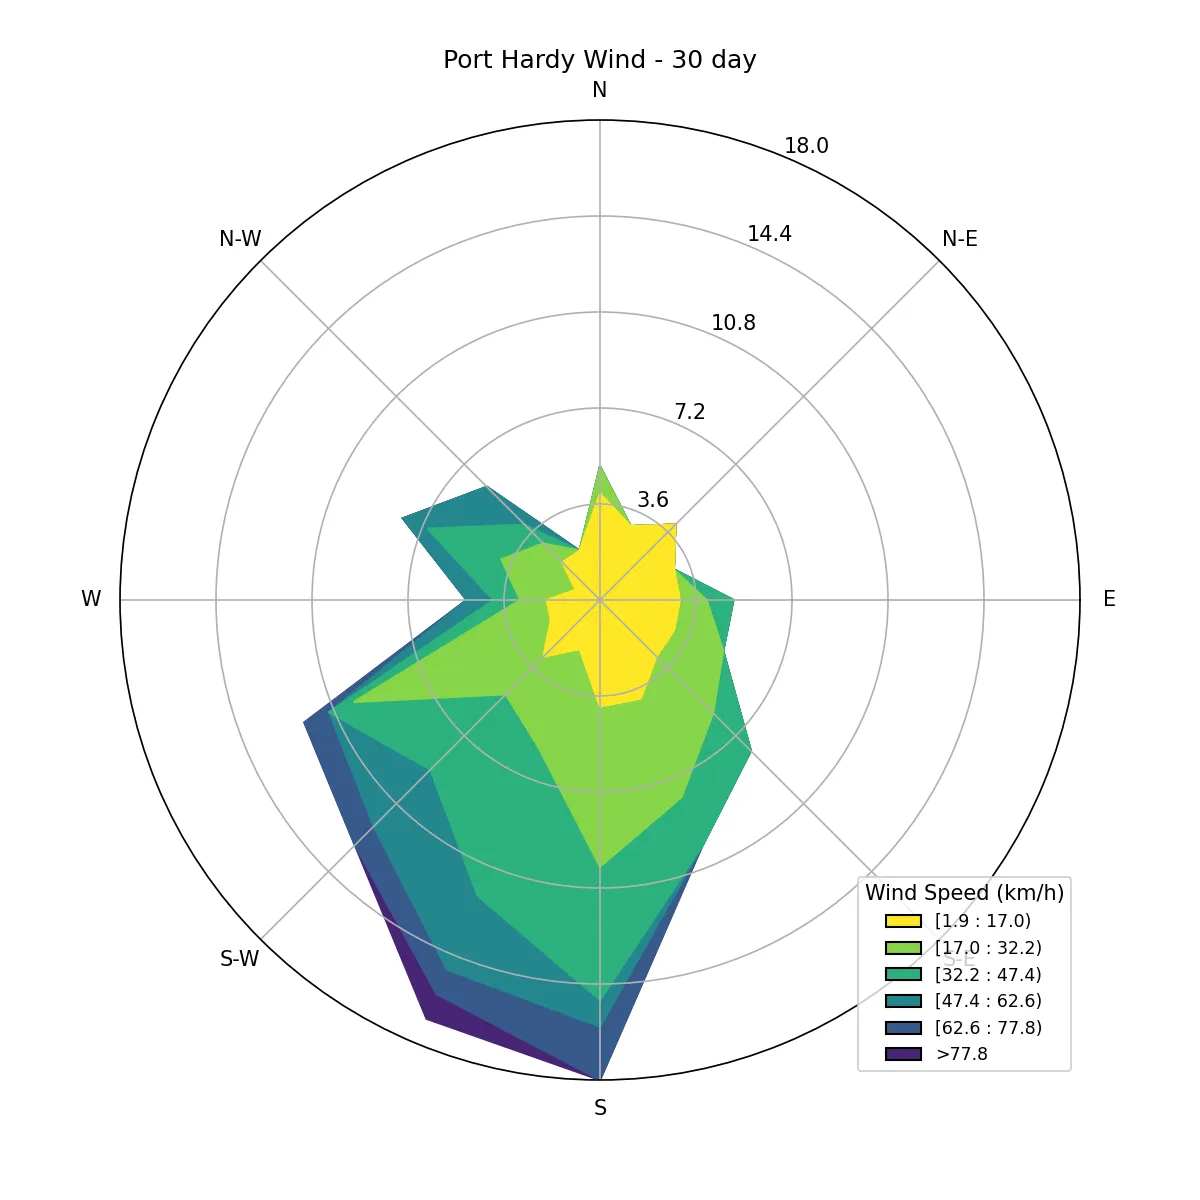 Port Hardy Wind - 30 day
N
18.0
N-W
14.4
N-E
10.8
7.2
3.6
W
E
Wind Speed (km/h)
[1.9 : 17.0)
[17.0 : 32.2)
S-W
S-E
[32.2 : 47.4)
[47.4 : 62.6)
[62.6 : 77.8)
>77.8
S